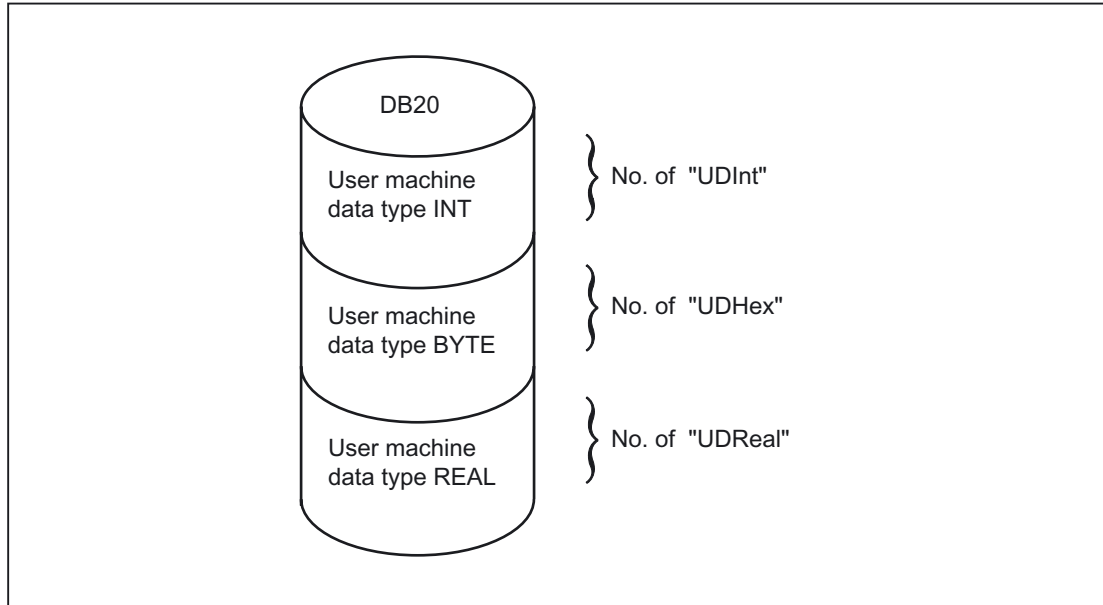 DB20
User machine
data type INT
No. of "UDInt"
User machine
data type BYTE
No. of "UDHex"
User machine
data type REAL
No. of "UDReal"